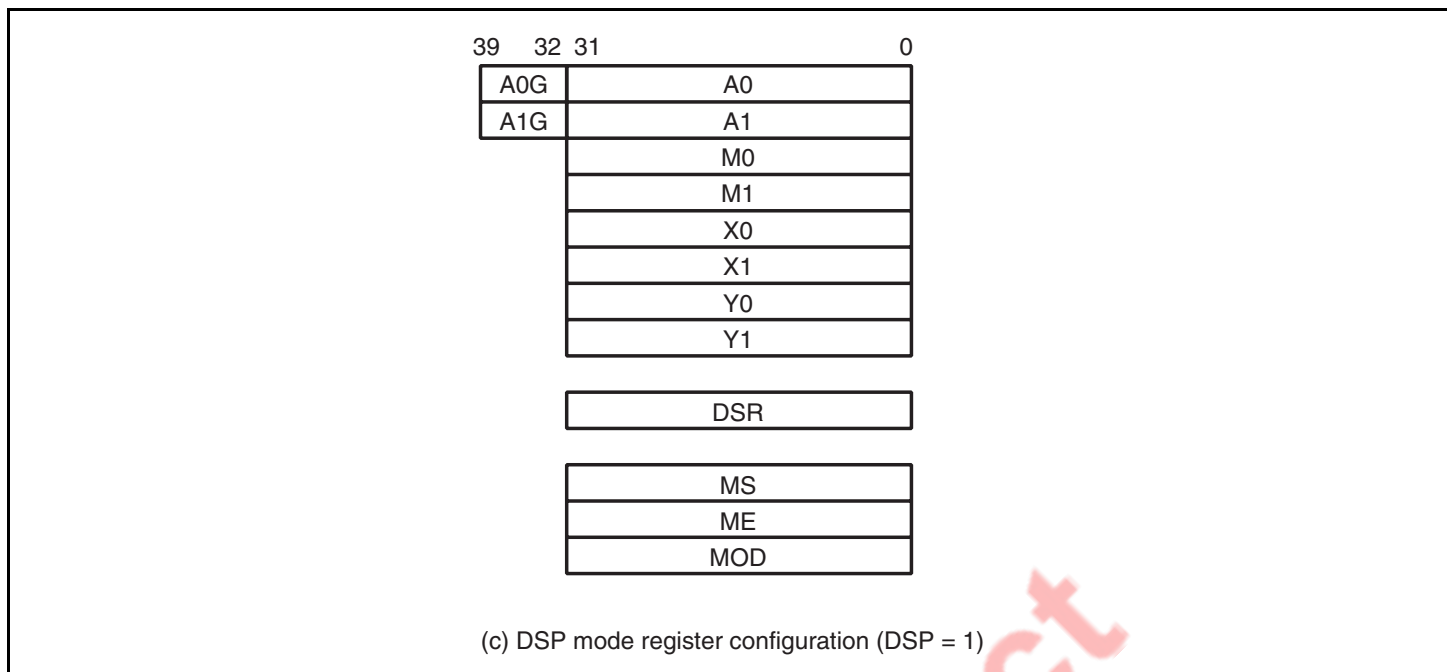 39 32 31 0
A0G A0
A1G A1
M0
M1
X0
X1
Y0
Y1
DSR
MS
ME
MOD
(c) DSP mode register configuration (DSP = 1)
ct